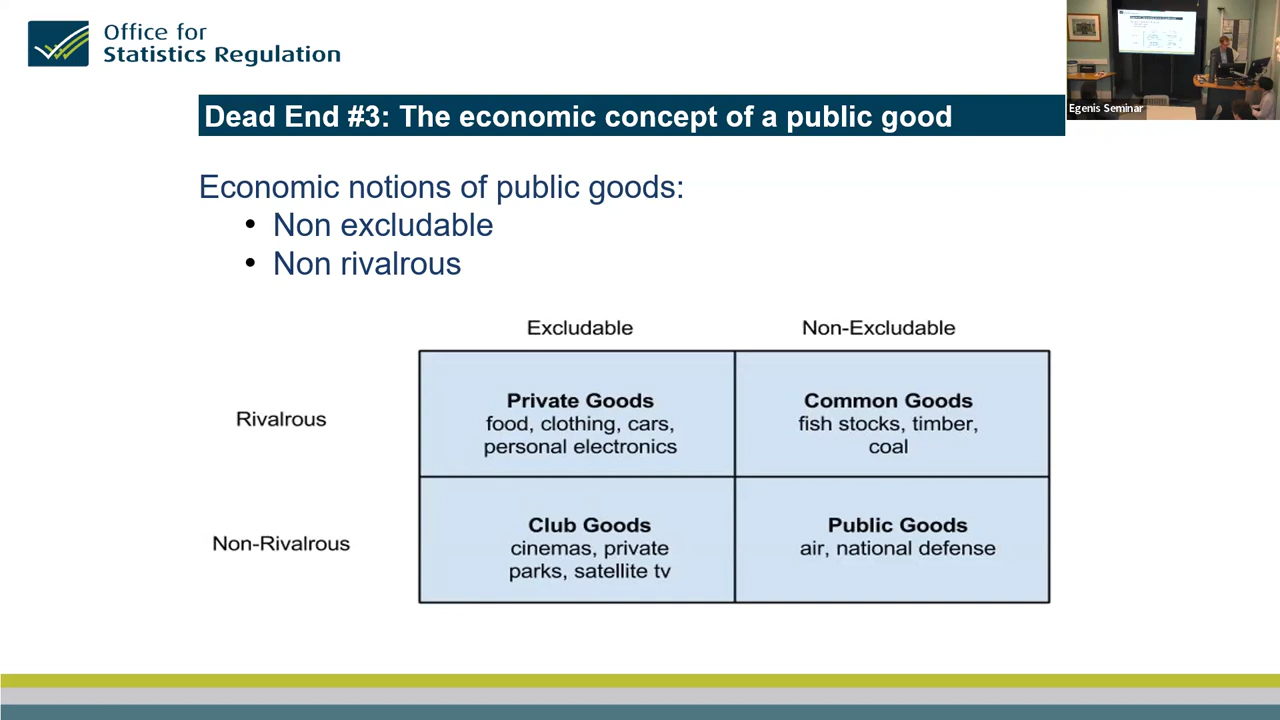 Office for
Statistics Regulation
Egenis Seminar
Dead End #3: The economic concept of a public good
Economic notions of public goods:
• Non excludable
• Non rivalrous
Excludable
Non-Excludable
Rivalrous
Private Goods
food, clothing, cars,
personal electronics
Common Goods
fish stocks, timber,
coal
Non-Rivalrous
Club Goods
cinemas, private
parks, satellite tv
Public Goods
air, national defense